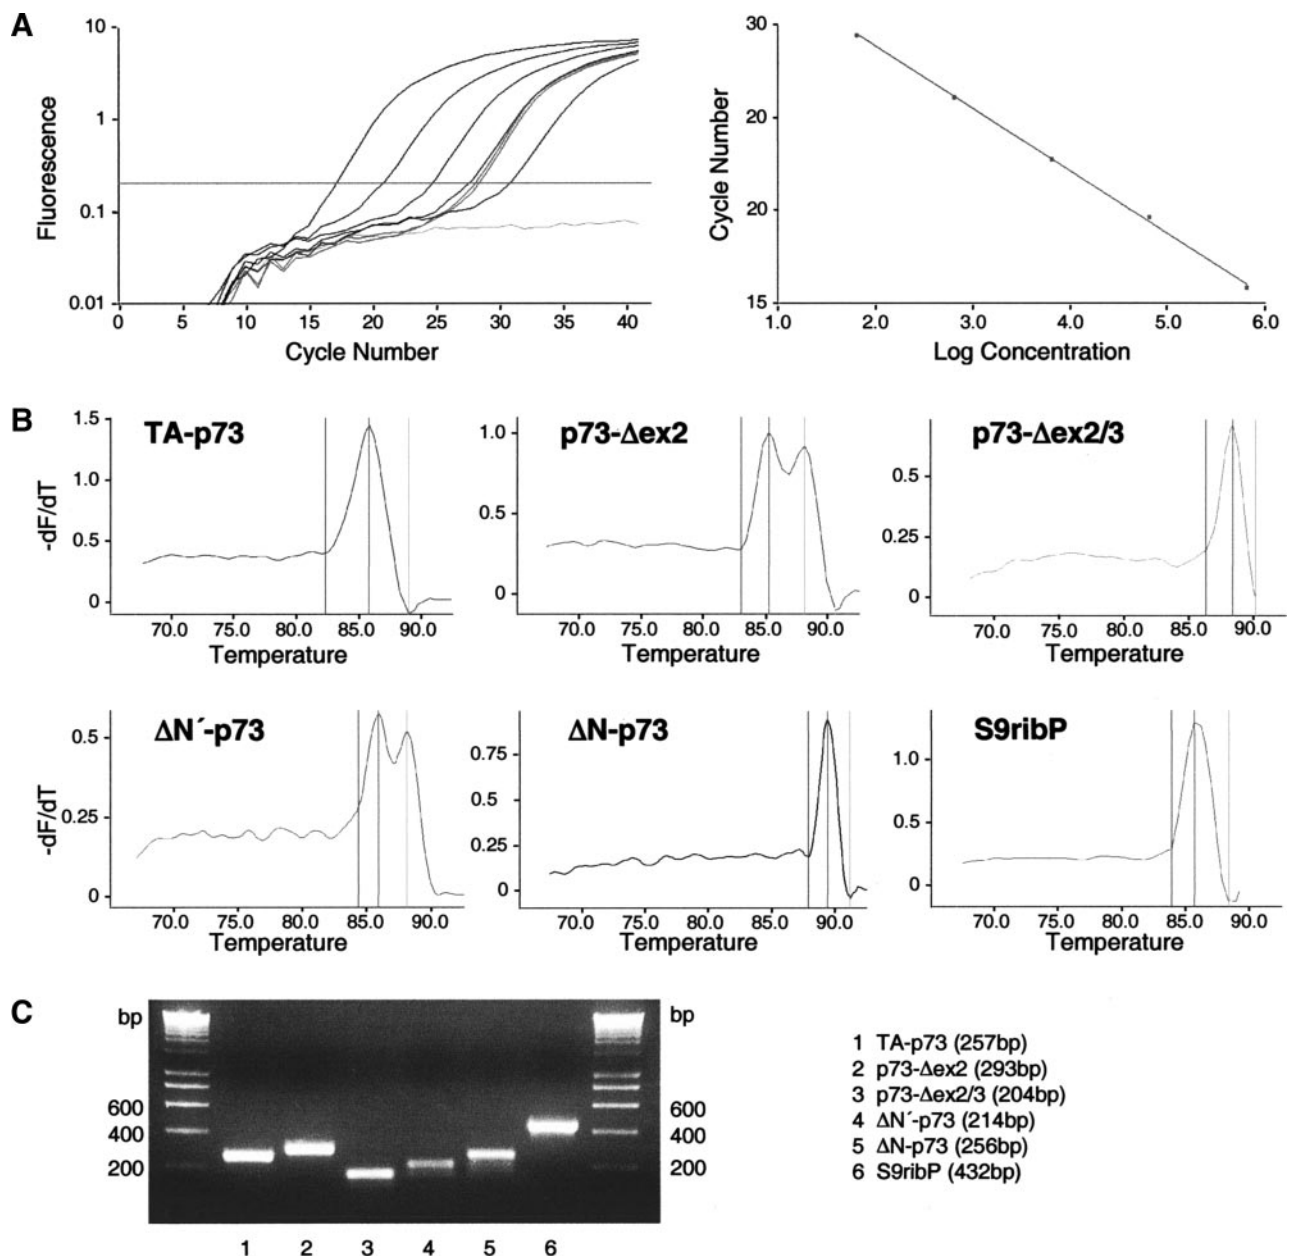 A
Fluorescence
10
1
0.1
0.01
0 5 10 15 20 25 30 35 40
Cycle Number
Cycle Number
30
20
20
15
1.0 2.0 3.0 4.0 5.0 6.0
Log Concentration
B
TA-p73
-dF/dT
1.5
1.0
0.5
0
70.0 75.0 80.0 85.0 90.0
Temperature
p73-Δex2
1.0
0.5
0
70.0 75.0 80.0 85.0 90.0
Temperature
p73-Δex2/3
0.5
0.25
0
70.0 75.0 80.0 85.0 90.0
Temperature
ΔN´-p73
-dF/dT
0.5
0.25
0
70.0 75.0 80.0 85.0 90.0
Temperature
ΔN-p73
0.75
0.5
0.25
0
70.0 75.0 80.0 85.0 90.0
Temperature
S9ribP
1.0
0.5
0
70.0 75.0 80.0 85.0 90.0
Temperature
C
bp
600
400
200
bp
600
400
200
1 2 3 4 5 6
1 TA-p73 (257bp)
2 p73-Δex2 (293bp)
3 p73-Δex2/3 (204bp)
4 ΔN´-p73 (214bp)
5 ΔN-p73 (256bp)
6 S9ribP (432bp)